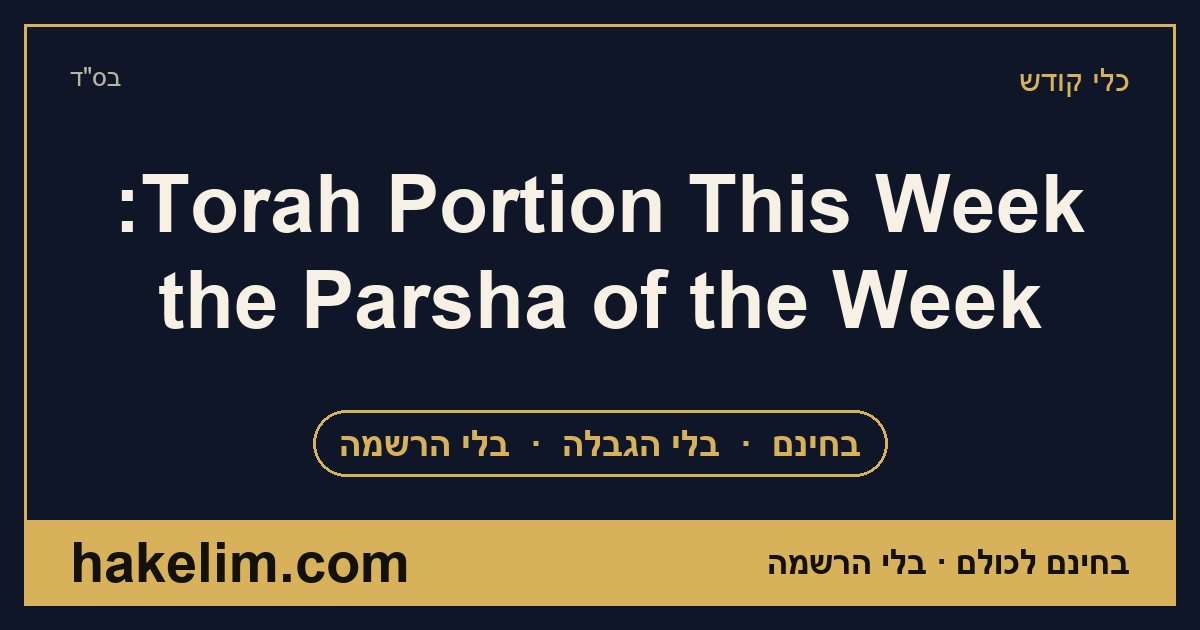 כלי קודש
בס"ד
:Torah Portion This Week
the Parsha of the Week
בחינם · בלי הגבלה · בלי הרשמה
בחינם לכולם · בלי הרשמה
hakelim.com